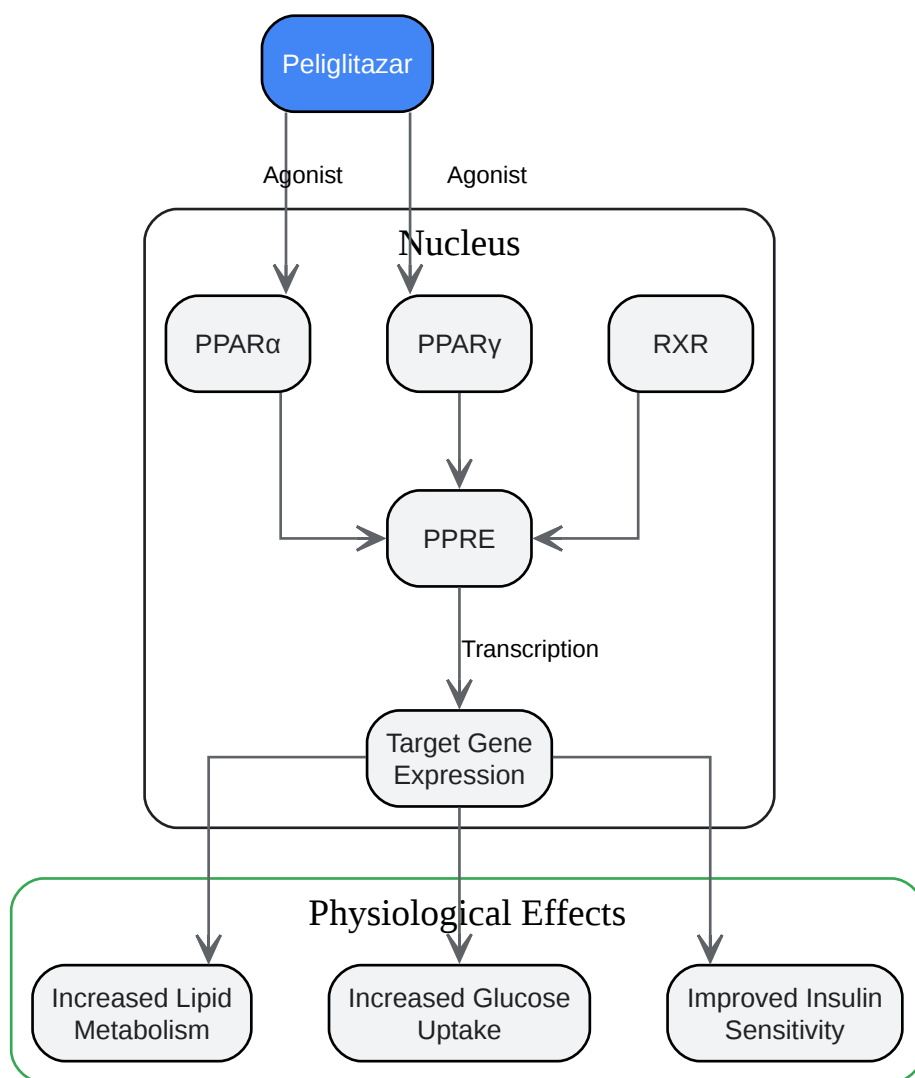 Peliglitazar
Agonist
Agonist
Nucleus
PPARα
PPARγ
RXR
PPRE
Transcription
Target Gene
Expression
Physiological Effects
Increased Lipid
Metabolism
Increased Glucose
Uptake
Improved Insulin
Sensitivity